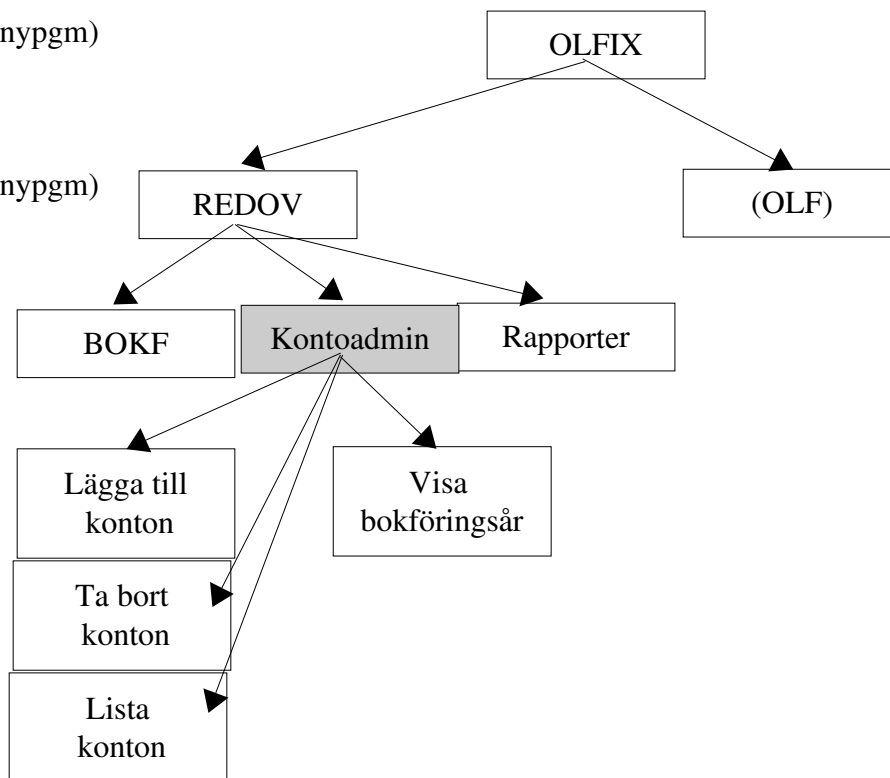 nypgm)
OLFIX
nypgm)
REDOV
(OLF)
BOKF
Kontoadmin
Rapporter
Lägga till
konton
Visa
bokföringsår
Ta bort
konton
Lista
konton